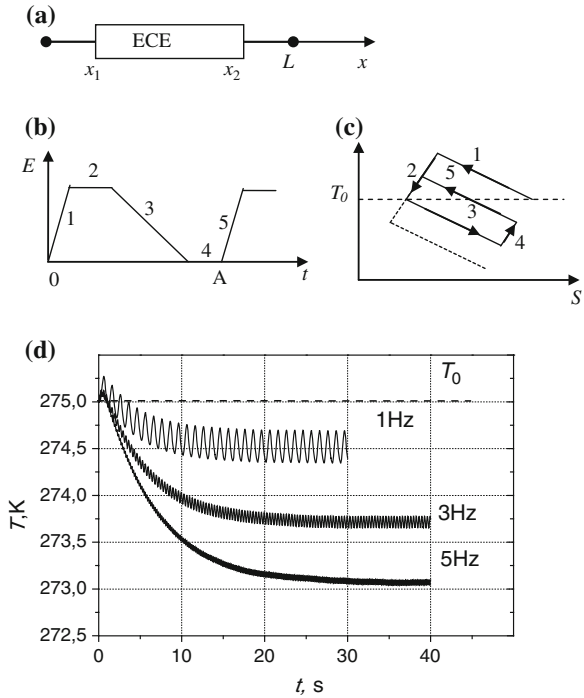 (a)
ECE
x1 x2 L x
(b)
E
1 2 3 4 5
0 A t
(c)
T0
1 2 5 3 4
S
(d)
T0
275,0
274,5
274,0
273,5
273,0
272,5
T,K
1Hz
3Hz
5Hz
0 10 20 30 40 50
t, s